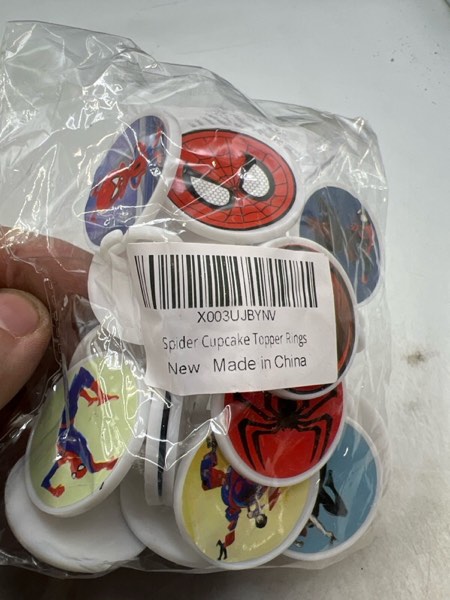 X003UJBYNV
Spider Cupcake Topper Rings
New Made in China